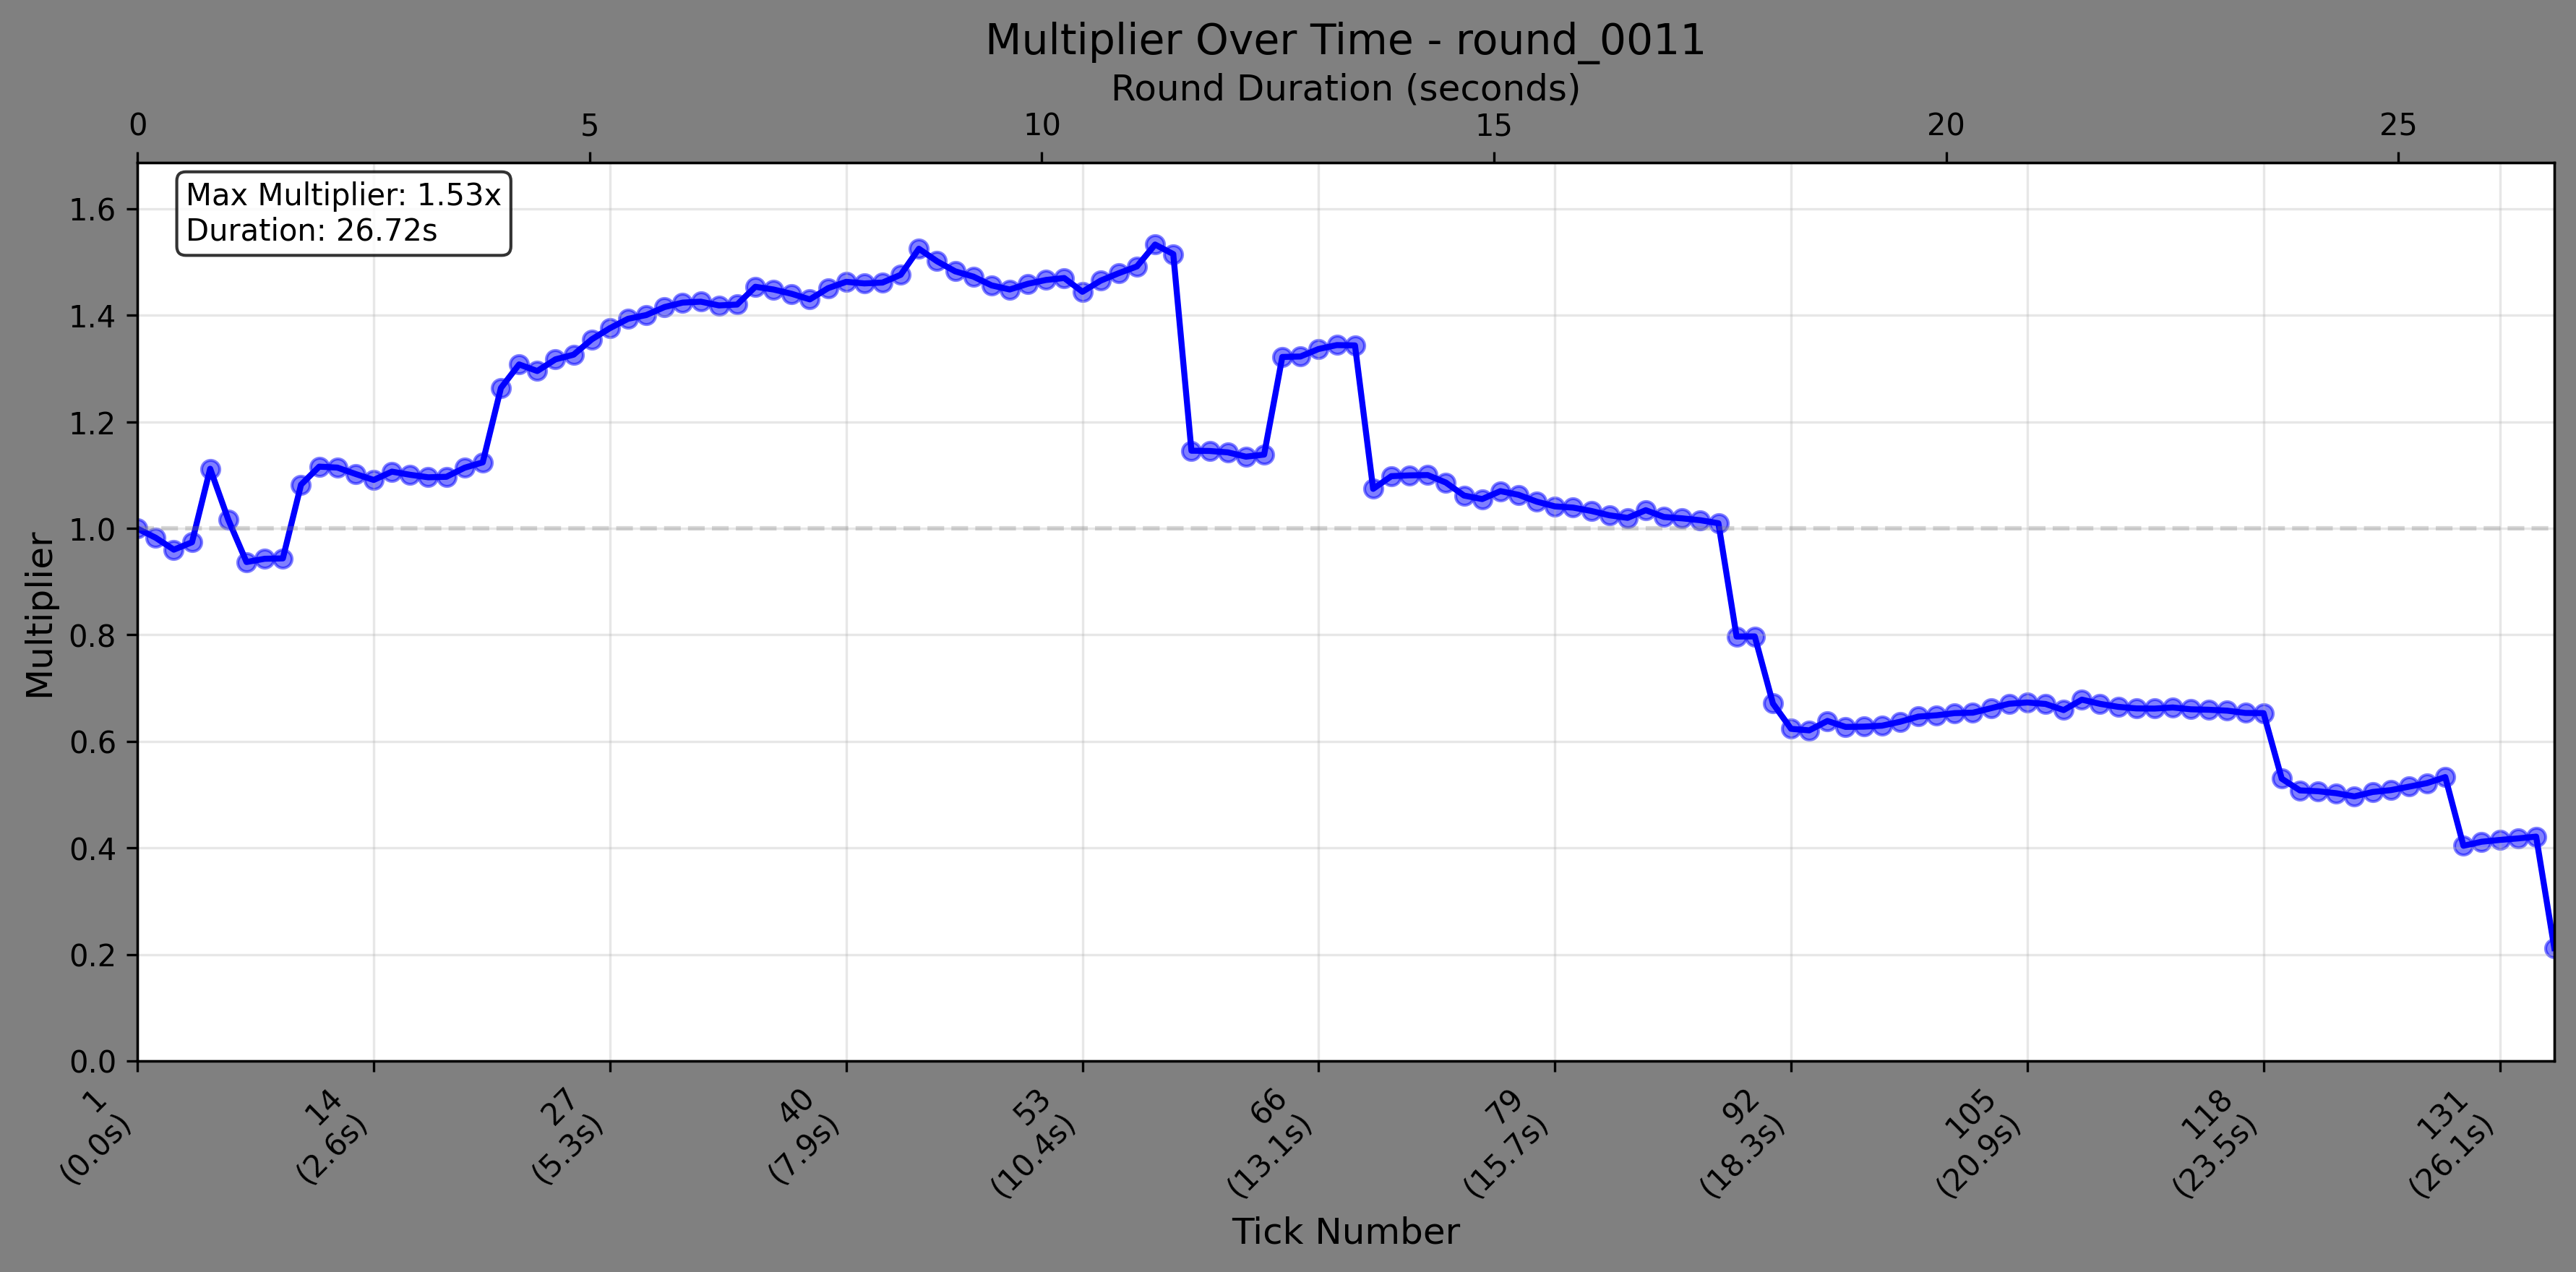 Multiplier Over Time - round_0011
Round Duration (seconds)
0 5 10 15 20 25
Max Multiplier: 1.53x
Duration: 26.72s
1.6
1.4
1.2
1.0
0.8
0.6
0.4
0.2
0.0
Multiplier
1
(0.0s)
14
(2.6s)
27
(5.3s)
40
(7.9s)
53
(10.4s)
66
(13.1s)
79
(15.7s)
92
(18.3s)
105
(20.9s)
118
(23.5s)
131
(26.1s)
Tick Number